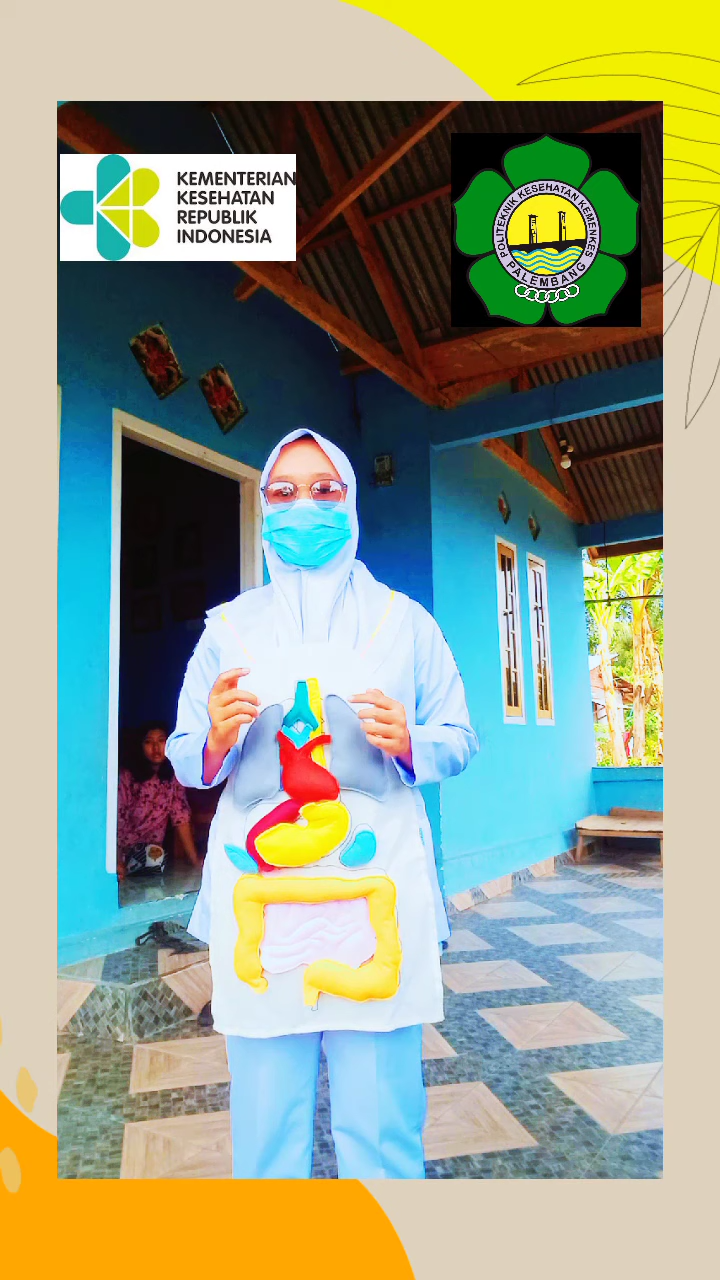 KEMENTERIAN
KESEHATAN
REPUBLIK
INDONESIA
POLITEKNIK KESEHATAN KEMENKES
PALEMBANG